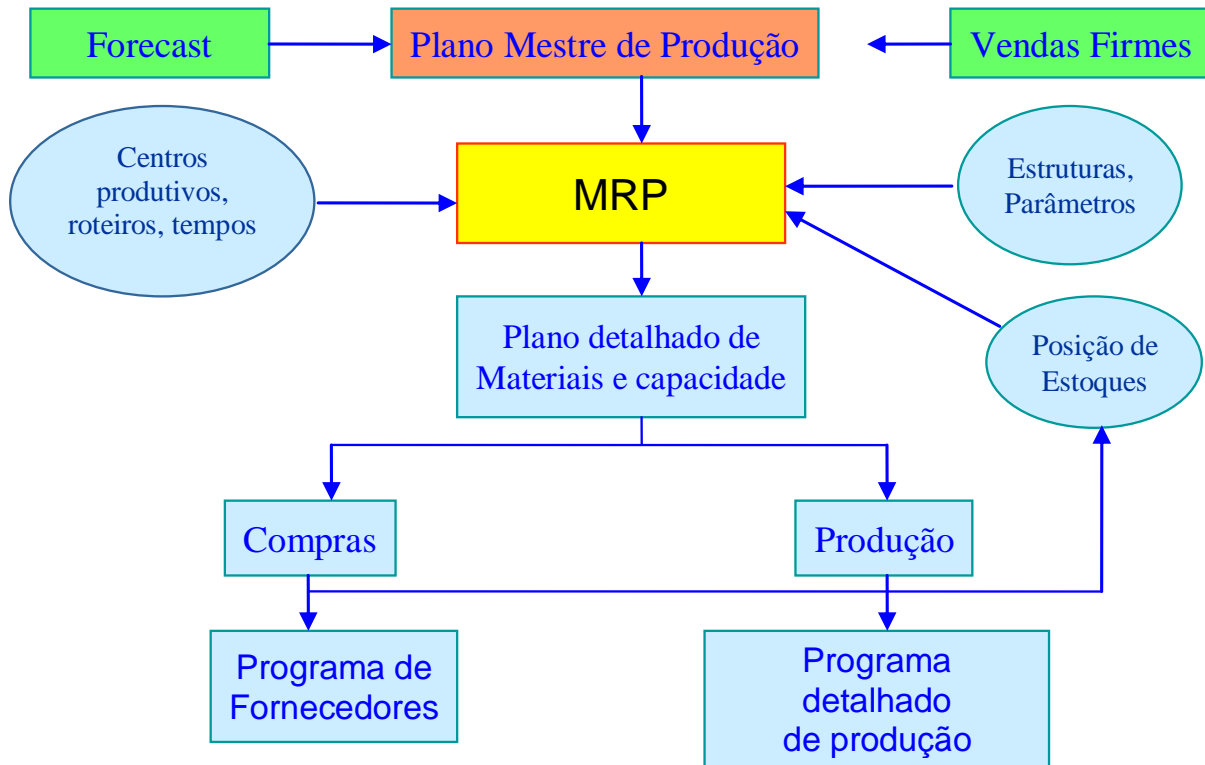 Forecast
Plano Mestre de Produção
Vendas Firmes
Centros
produtivos,
roteiros, tempos
MRP
Estruturas,
Parâmetros
Plano detalhado de
Materiais e capacidade
Posição de
Estoques
Compras
Produção
Programa de
Fornecedores
Programa
detalhado
de produção